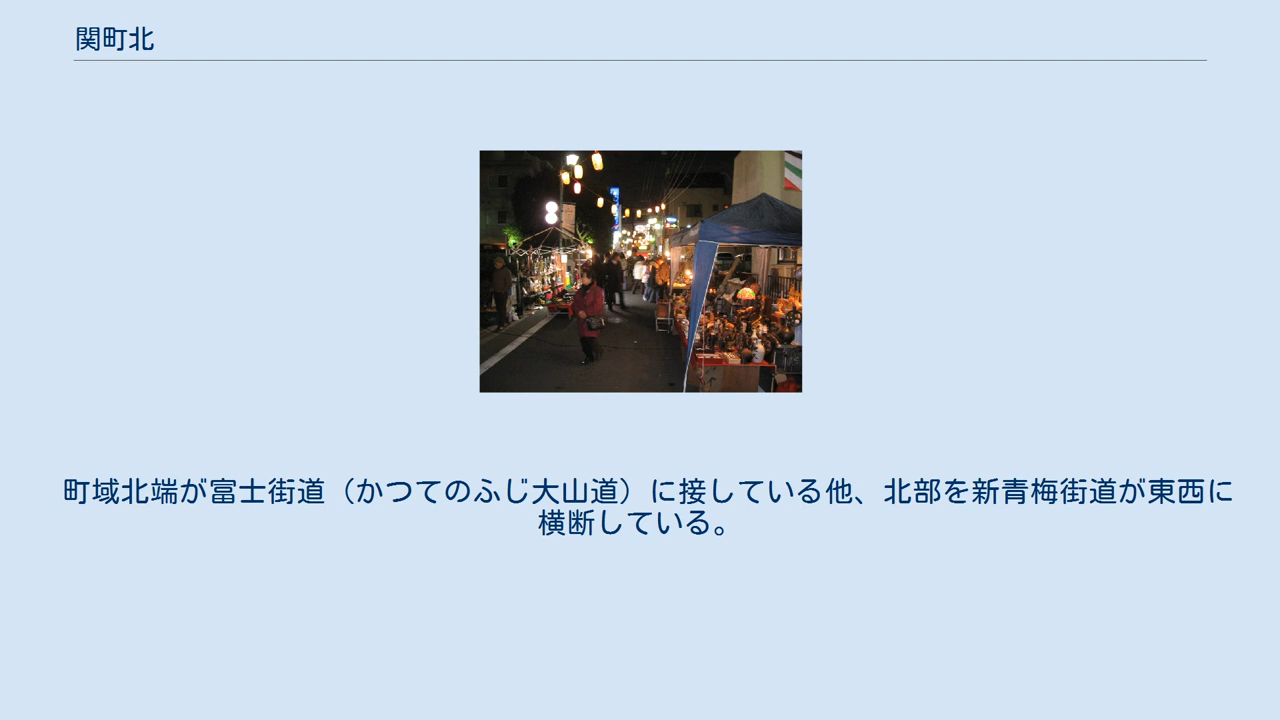 関町北
町域北端が富士街道（かつてのふじ大山道）に接している他、北部を新青梅街道が東西に
横断している。